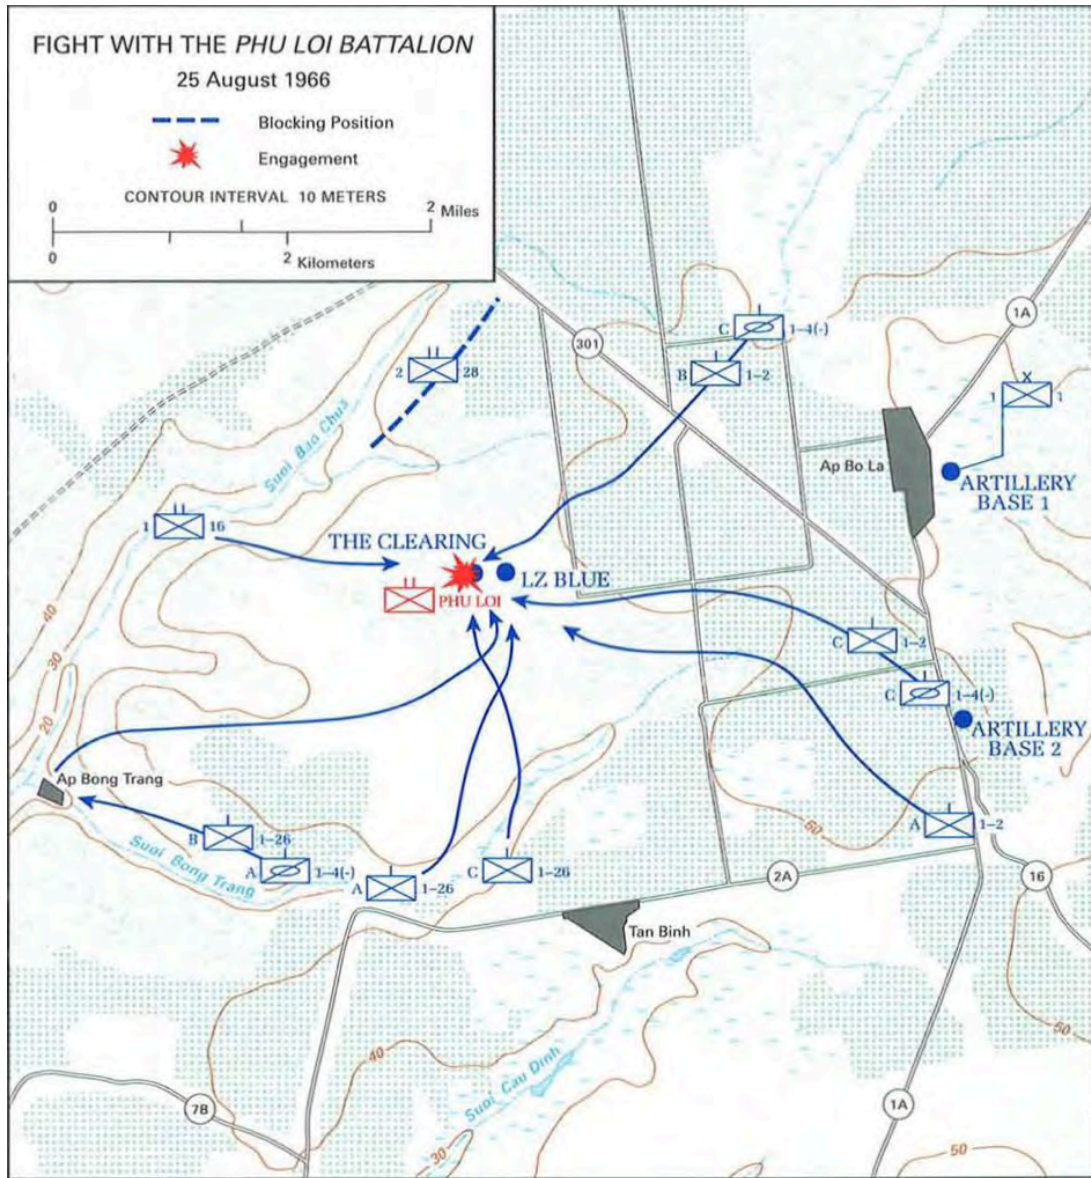 FIGHT WITH THE PHU LOI BATTALION
25 August 1966
Blocking Position
Engagement
CONTOUR INTERVAL 10 METERS
0 2 Miles
0 2 Kilometers
301
C 1–4(-)
B 1–2
1A
X
1 1
2 28
Suoi Bao Chua
Ap Bo La
ARTILLERY
BASE 1
1 16
THE CLEARING
LZ BLUE
PHU LOI
40
30
20
C 1–2
C 1–4(-)
ARTILLERY
BASE 2
Ap Bong Trang
B 1–26
A 1–4(-)
Suoi Bong Trang
A 1–26
C 1–26
50
A 1–2
2A
16
Tan Binh
40
Suoi Cau Dinh
50
7B
1A
30
50